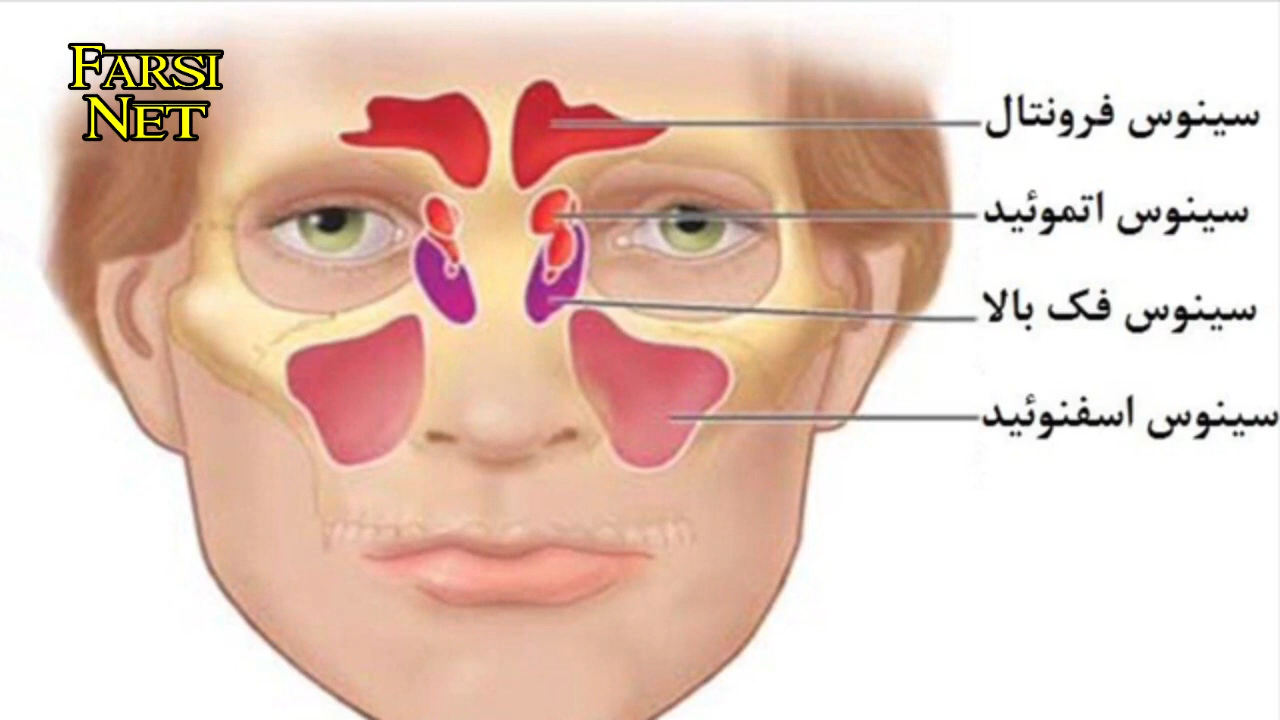 FARSI
NET
سینوس فرونتال
سینوس اتموئید
سینوس فک بالا
سینوس اسفنوئید